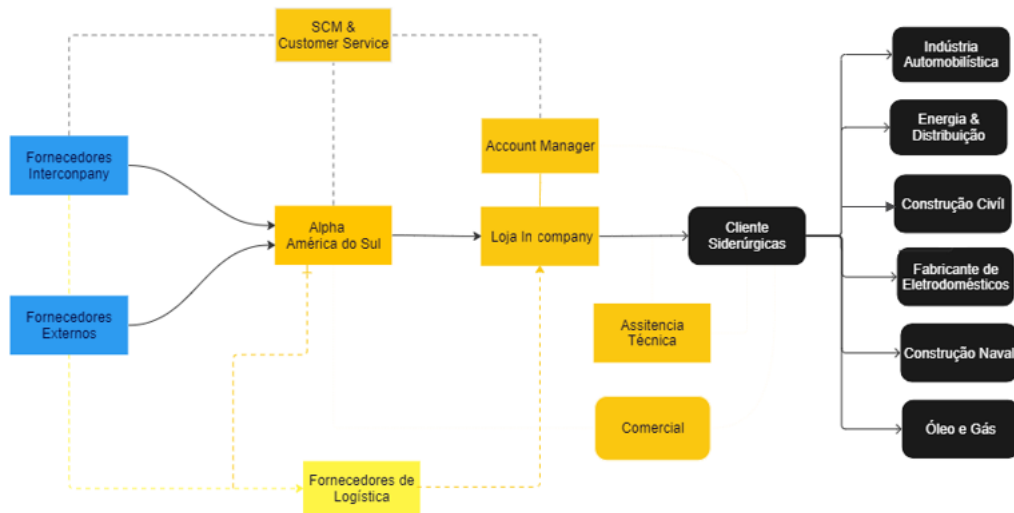 SCM &
Customer Service
Fornecedores
Interconpany
Fornecedores
Externos
Alpha
América do Sul
Account Manager
Loja In company
Fornecedores de
Logística
Assitencia
Técnica
Comercial
Cliente
Siderúrgicas
Indústria
Automobilística
Energia &
Distribuição
Construção Civíl
Fabricante de
Eletrodomésticos
Construção Naval
Óleo e Gás